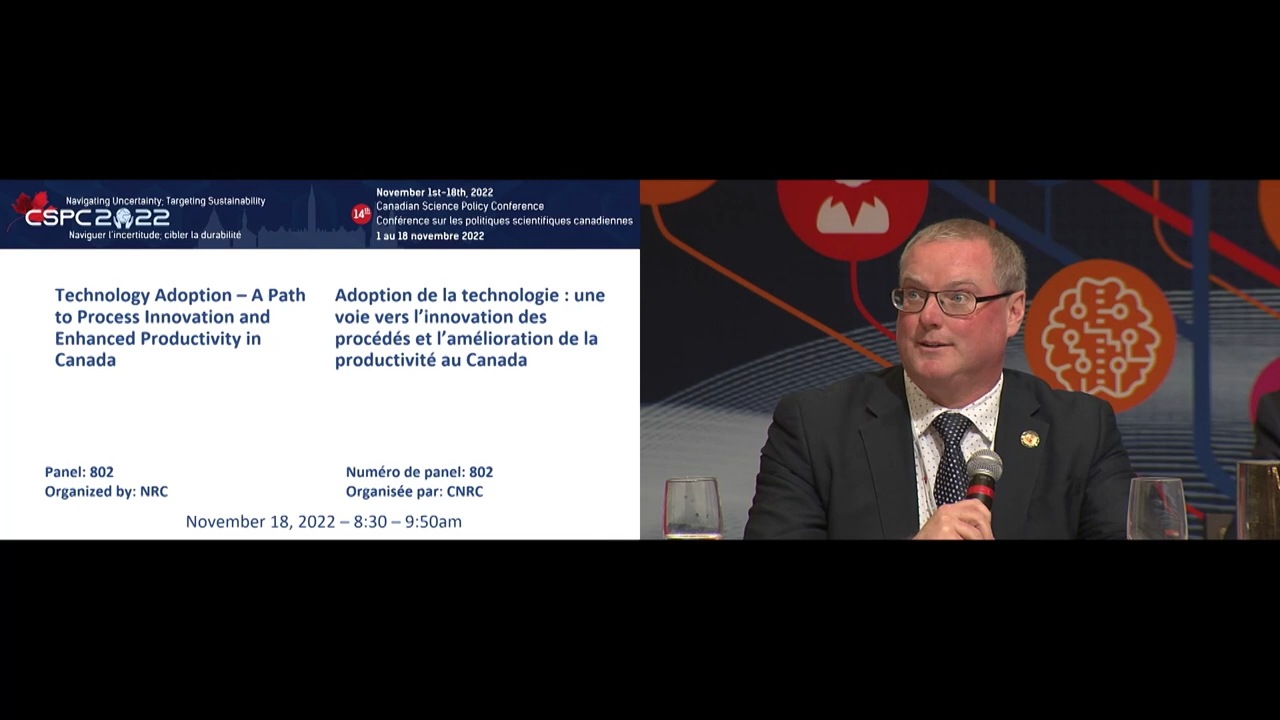 Navigating Uncertainty; Targeting Sustainability
CSPC2022
Naviguer l'incertitude; cibler la durabilité
14th
November 1st-18th, 2022
Canadian Science Policy Conference
Conférence sur les politiques scientifiques canadiennes
1 au 18 novembre 2022
Technology Adoption – A Path
to Process Innovation and
Enhanced Productivity in
Canada
Adoption de la technologie : une
voie vers l'innovation des
procédés et l'amélioration de la
productivité au Canada
Panel: 802
Organized by: NRC
Numéro de panel: 802
Organisée par: CNRC
November 18, 2022 – 8:30 – 9:50am